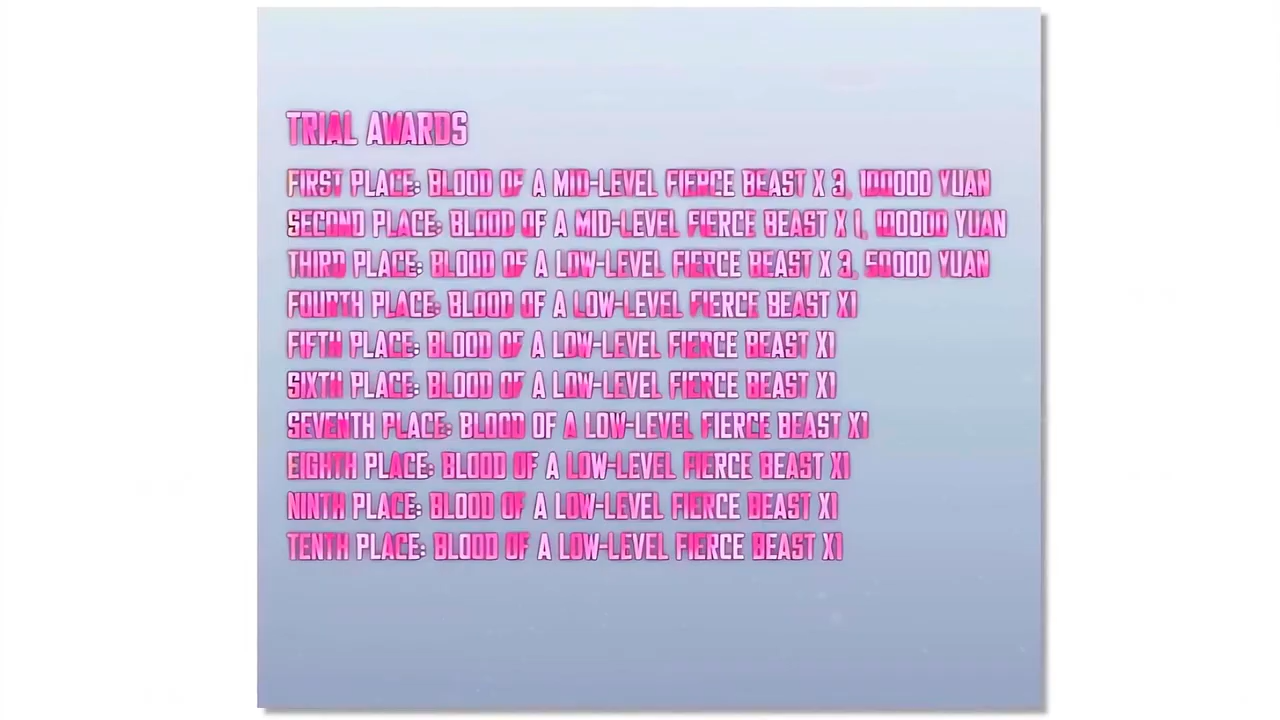 TRIAL AWARDS
FIRST PLACE: BLOOD OF A MID-LEVEL FIERCE BEAST X 3, 100000 YUAN
SECOND PLACE: BLOOD OF A MID-LEVEL FIERCE BEAST X 1, 100000 YUAN
THIRD PLACE: BLOOD OF A LOW-LEVEL FIERCE BEAST X 3, 50000 YUAN
FOURTH PLACE: BLOOD OF A LOW-LEVEL FIERCE BEAST X1
FIFTH PLACE: BLOOD OF A LOW-LEVEL FIERCE BEAST X1
SIXTH PLACE: BLOOD OF A LOW-LEVEL FIERCE BEAST X1
SEVENTH PLACE: BLOOD OF A LOW-LEVEL FIERCE BEAST X1
EIGHTH PLACE: BLOOD OF A LOW-LEVEL FIERCE BEAST X1
NINTH PLACE: BLOOD OF A LOW-LEVEL FIERCE BEAST X1
TENTH PLACE: BLOOD OF A LOW-LEVEL FIERCE BEAST X1